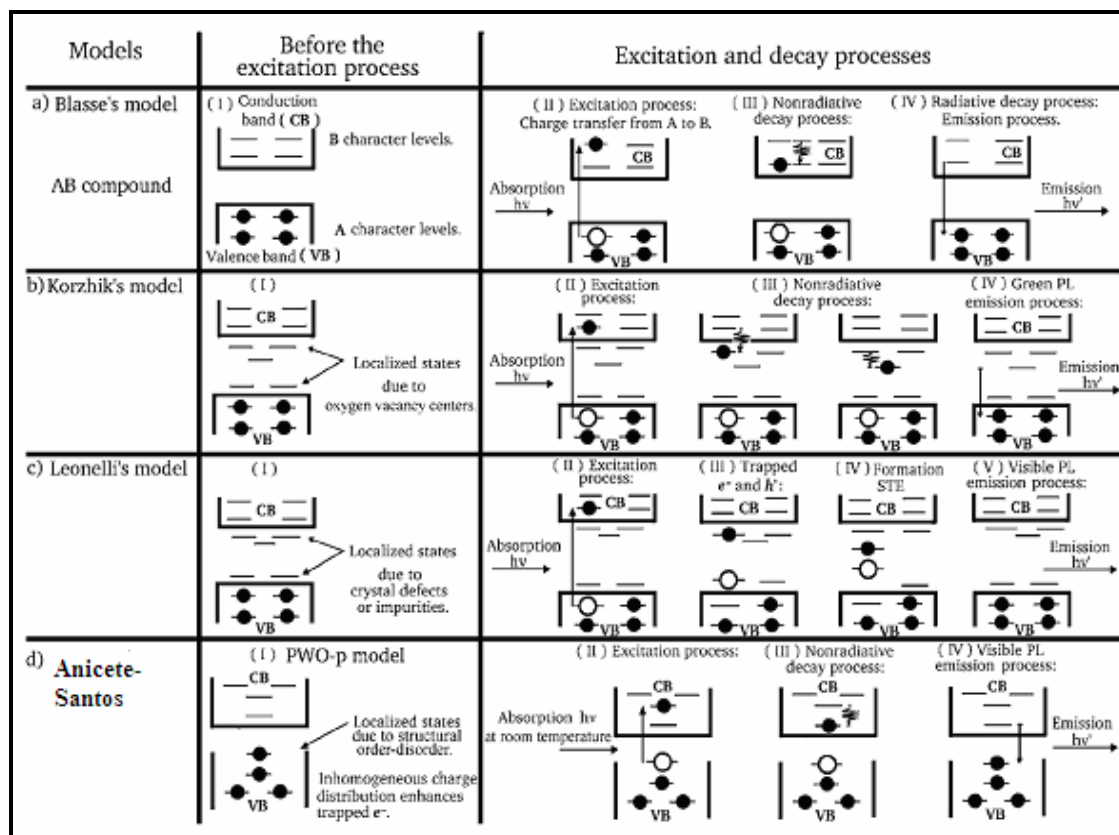 Models
Before the
excitation process
Excitation and decay processes
a) Blasse's model
AB compound
(I) Conduction
band (CB)
B character levels.
A character levels.
Valence band (VB)
(II) Excitation process:
Charge transfer from A to B.
CB
Absorption
hν
VB
(III) Nonradiative
decay process:
CB
VB
(IV) Radiative decay process:
Emission process.
CB
VB
Emission
hν'
b) Korzhik's model
(I)
CB
Localized states
due to
oxygen vacancy centers.
VB
(II) Excitation
process:
CB
Absorption
hν
VB
(III) Nonradiative
decay process:
CB
VB
CB
VB
(IV) Green PL
emission process:
CB
VB
Emission
hν'
c) Leonelli's model
(I)
CB
Localized states
due to
crystal defects
or impurities.
VB
(II) Excitation
process:
CB
Absorption
hν
VB
(III) Trapped
e⁻ and h•:
CB
VB
(IV) Formation
STE
CB
VB
(V) Visible PL
emission process:
CB
VB
Emission
hν'
d) Anicete-
Santos
(I) PWO-p model
CB
Localized states
due to structural
order-disorder.
Inhomogeneous charge
distribution enhances
trapped e⁻.
VB
(II) Excitation process:
CB
Absorption hν
at room temperature
VB
(III) Nonradiative
decay process:
CB
VB
(IV) Visible PL
emission process:
CB
VB
Emission
hν'